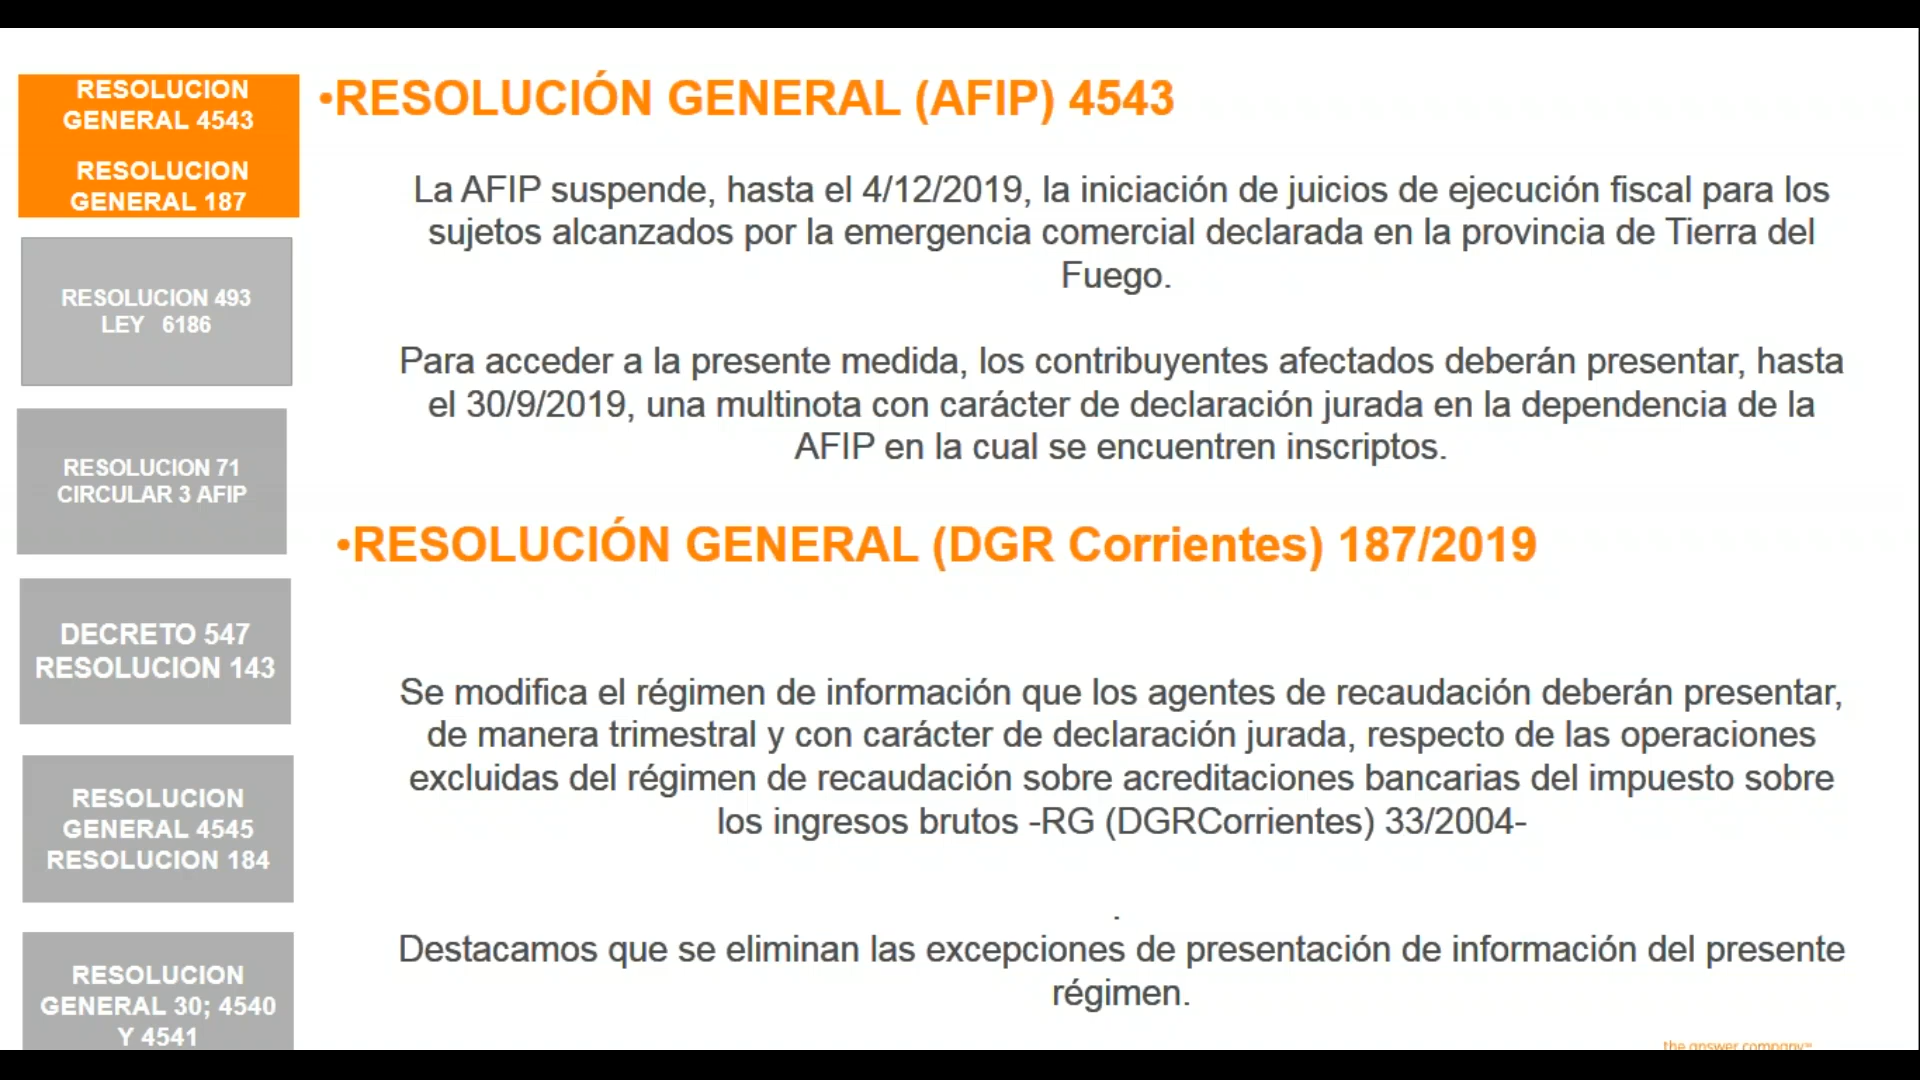 RESOLUCION
GENERAL 4543
RESOLUCION
GENERAL 187
RESOLUCION 493
LEY 6186
RESOLUCION 71
CIRCULAR 3 AFIP
DECRETO 547
RESOLUCION 143
RESOLUCION
GENERAL 4545
RESOLUCION 184
RESOLUCION
GENERAL 30; 4540
Y 4541
•RESOLUCIÓN GENERAL (AFIP) 4543
La AFIP suspende, hasta el 4/12/2019, la iniciación de juicios de ejecución fiscal para los
sujetos alcanzados por la emergencia comercial declarada en la provincia de Tierra del
Fuego.
Para acceder a la presente medida, los contribuyentes afectados deberán presentar, hasta
el 30/9/2019, una multinota con carácter de declaración jurada en la dependencia de la
AFIP en la cual se encuentren inscriptos.
•RESOLUCIÓN GENERAL (DGR Corrientes) 187/2019
Se modifica el régimen de información que los agentes de recaudación deberán presentar,
de manera trimestral y con carácter de declaración jurada, respecto de las operaciones
excluidas del régimen de recaudación sobre acreditaciones bancarias del impuesto sobre
los ingresos brutos -RG (DGRCorrientes) 33/2004-
.
Destacamos que se eliminan las excepciones de presentación de información del presente
régimen.
the answer company℠